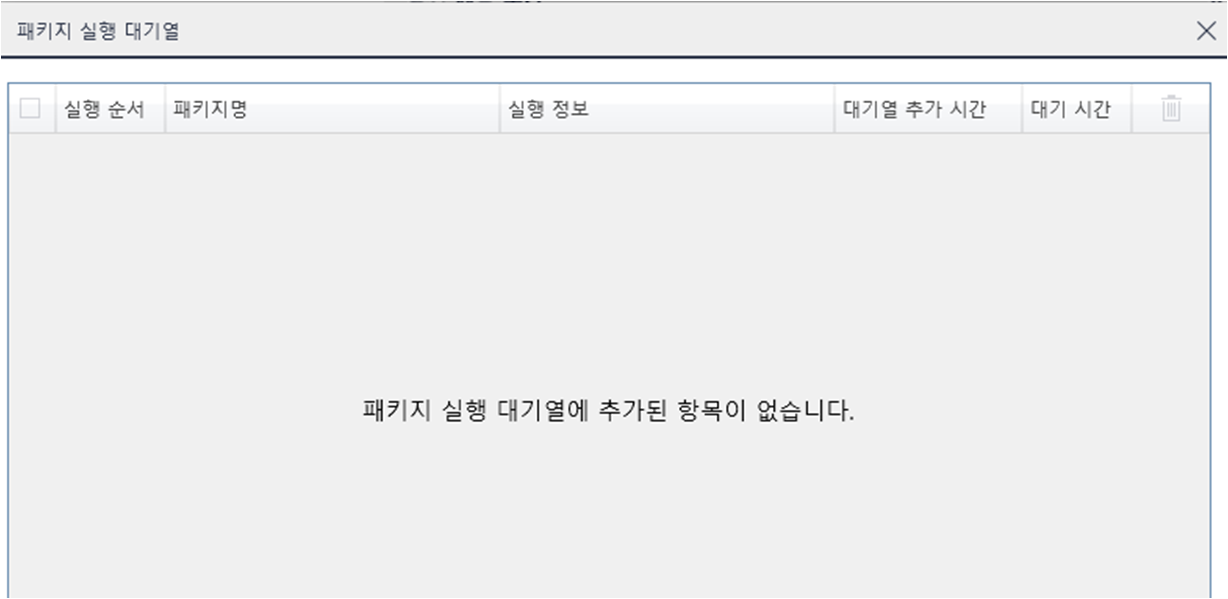 패키지 실행 대기열
실행 순서 패키지명 실행 정보 대기열 추가 시간 대기 시간
패키지 실행 대기열에 추가된 항목이 없습니다.